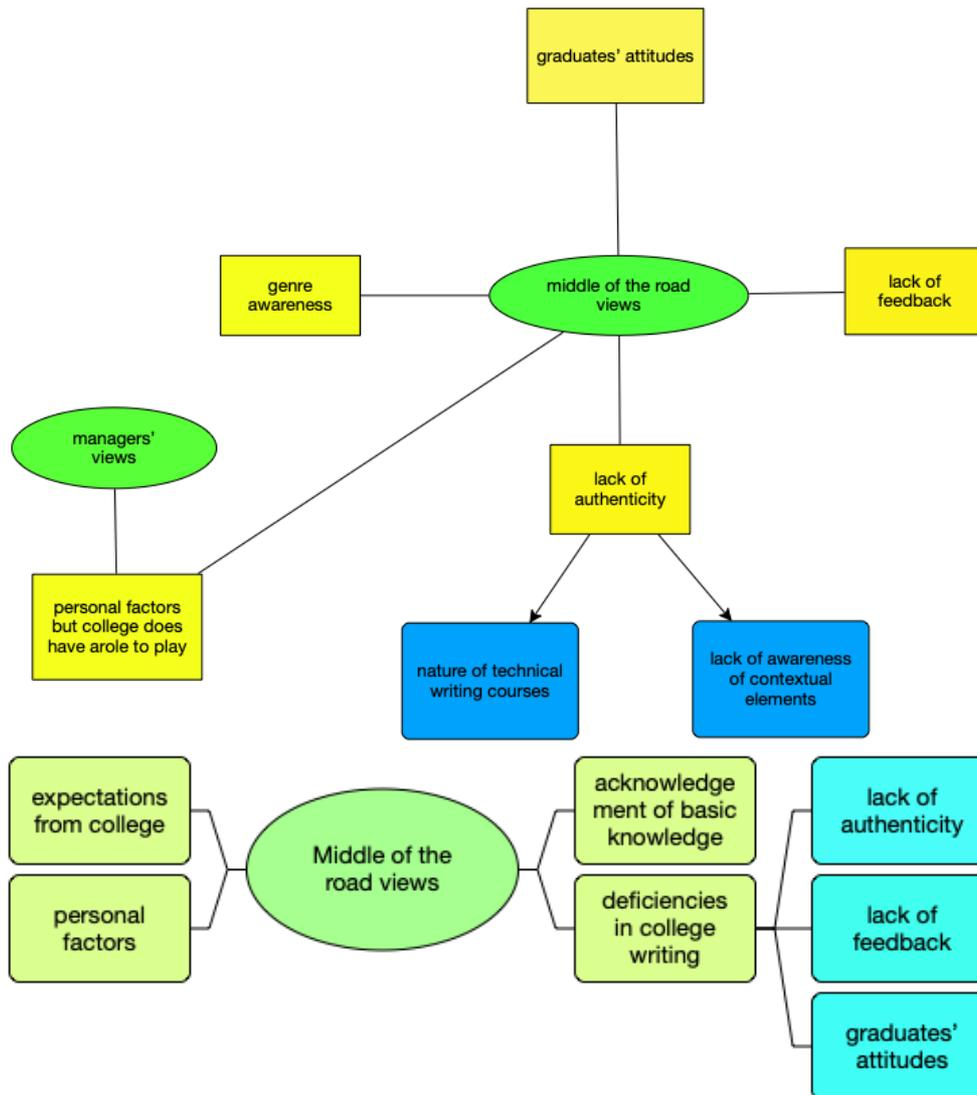 graduates’ attitudes
genre
awareness
middle of the road
views
lack of
feedback
managers’
views
lack of
authenticity
personal factors
but college does
have arole to play
nature of technical
writing courses
lack of awareness
of contextual
elements
expectations
from college
personal
factors
Middle of the
road views
acknowledge
ment of basic
knowledge
deficiencies
in college
writing
lack of
authenticity
lack of
feedback
graduates’
attitudes